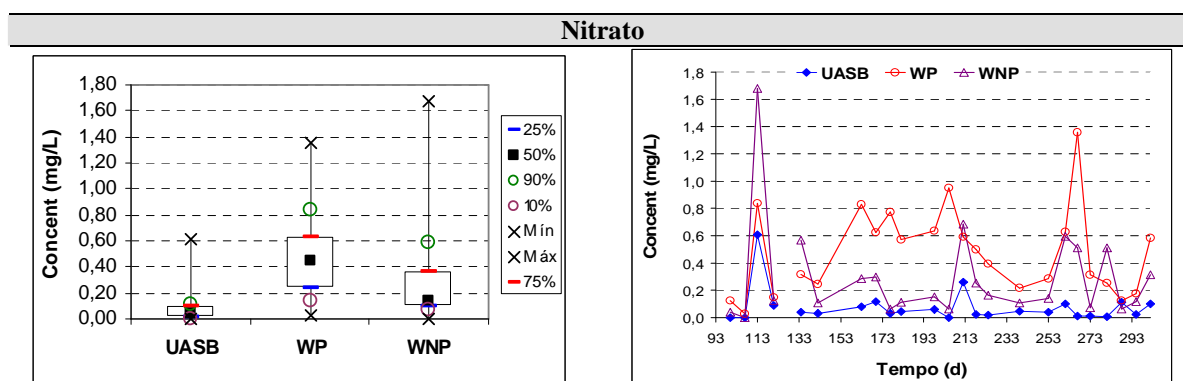 Nitrato
Concent (mg/L)
1,80
1,60
1,40
1,20
1,00
0,80
0,60
0,40
0,20
0,00
UASB WP WNP
25%
50%
90%
10%
Mín
Máx
75%
UASB WP WNP
Concent (mg/L)
1,8
1,6
1,4
1,2
1,0
0,8
0,6
0,4
0,2
0,0
93 113 133 153 173 193 213 233 253 273 293
Tempo (d)